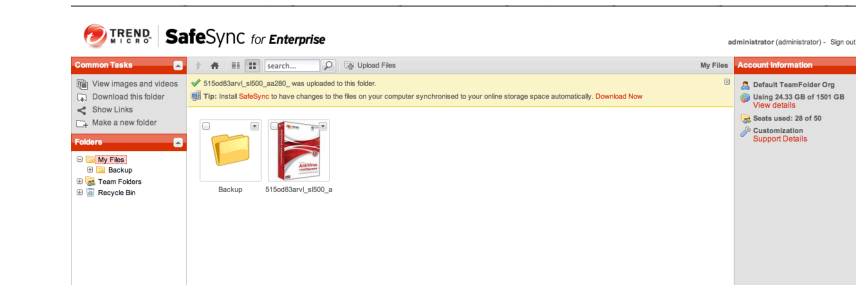 TREND MICRO SafeSync for Enterprise
administrator (administrator) - Sign out
Common Tasks
View images and videos
Download this folder
Show Links
Make a new folder
Folders
My Files
Backup
Team Folders
Recycle Bin
search...
Upload Files
My Files
515od83arvl_sl500_aa280_ was uploaded to this folder.
Tip: Install SafeSync to have changes to the files on your computer synchronised to your online storage space automatically. Download Now
Backup
AntiVirus
515od83arvl_sl500_a
Account Information
Default TeamFolder Org
Using 24.33 GB of 1501 GB
View details
Seats used: 28 of 50
Customization
Support Details